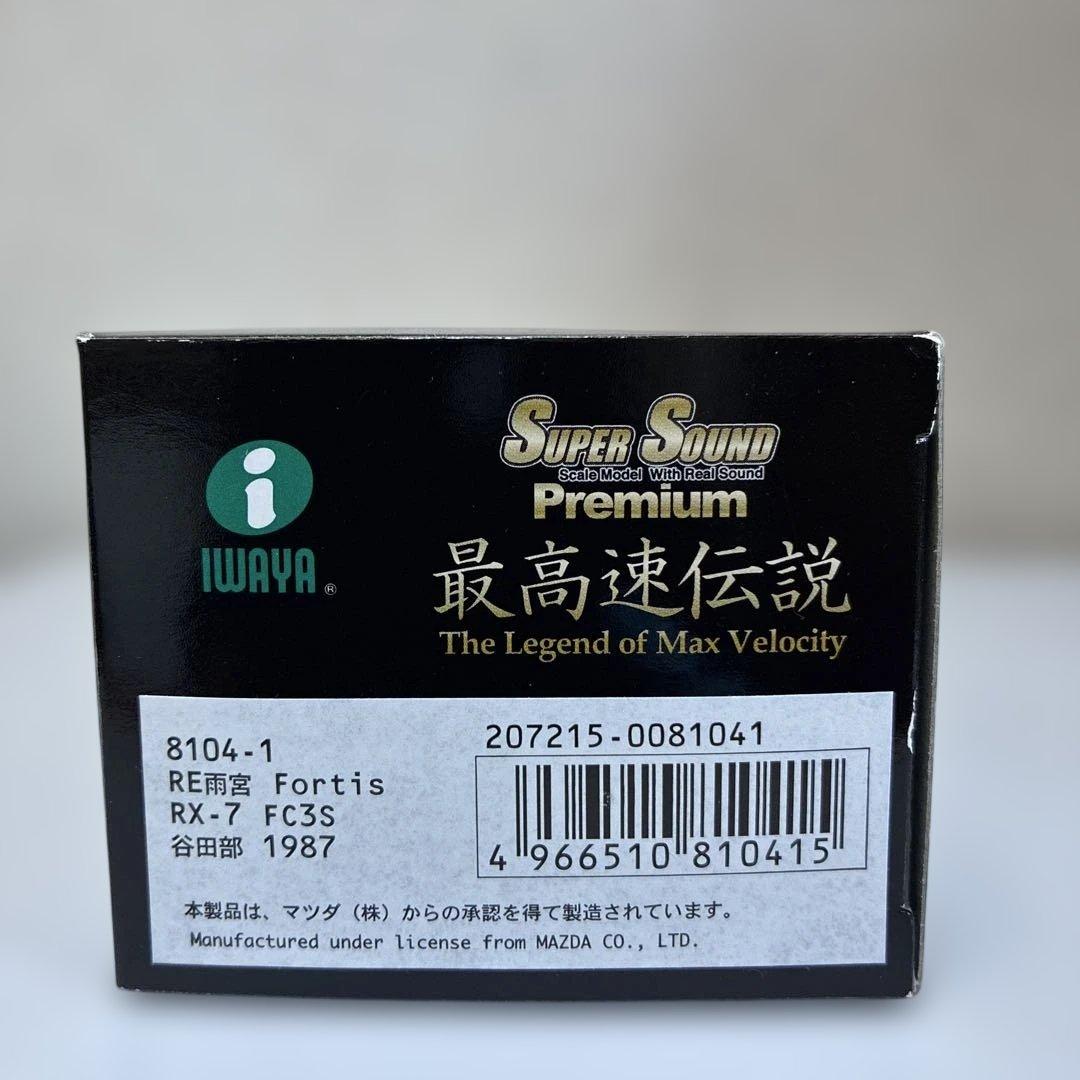 i
IWAYA ®
SUPER SOUND
Scale Model With Real Sound
Premium
最高速伝説
The Legend of Max Velocity
8104-1
RE雨宮 Fortis
RX-7 FC3S
谷田部 1987
207215-0081041
4 966510 810415
本製品は、マツダ（株）からの承認を得て製造されています。
Manufactured under license from MAZDA CO., LTD.